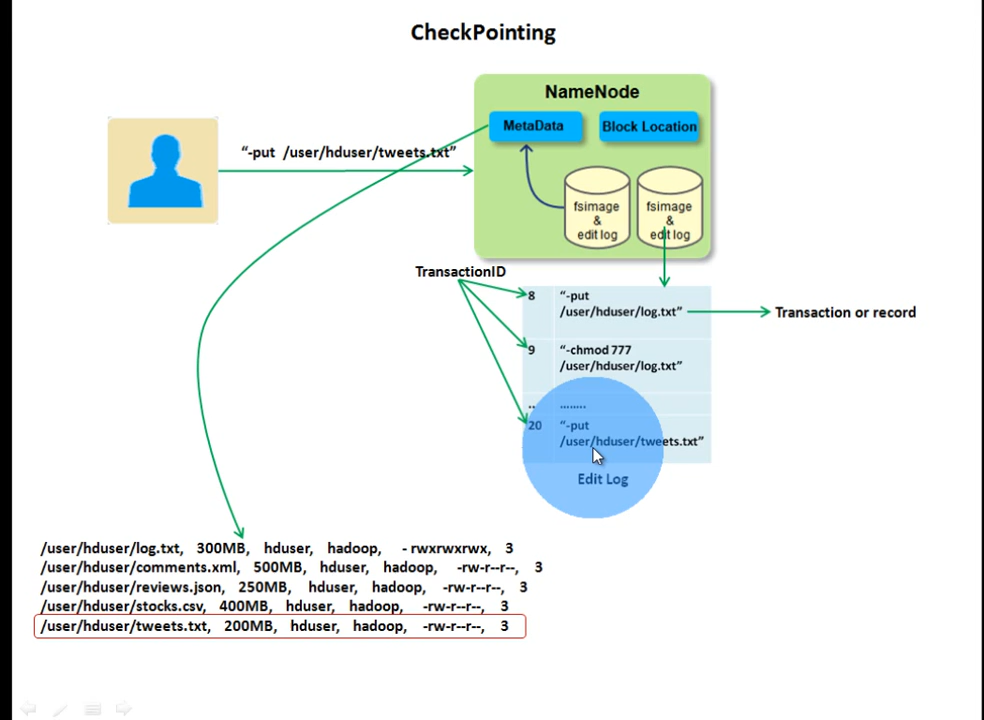 CheckPointing
NameNode
MetaData
Block Location
“-put /user/hduser/tweets.txt”
fsimage
&
edit log
fsimage
&
edit log
TransactionID
8 “-put
/user/hduser/log.txt”
Transaction or record
9 “-chmod 777
/user/hduser/log.txt”
.. ........
20 “-put
/user/hduser/tweets.txt”
Edit Log
/user/hduser/log.txt, 300MB, hduser, hadoop, - rwxrwxrwx, 3
/user/hduser/comments.xml, 500MB, hduser, hadoop, -rw-r--r--, 3
/user/hduser/reviews.json, 250MB, hduser, hadoop, -rw-r--r--, 3
/user/hduser/stocks.csv, 400MB, hduser, hadoop, -rw-r--r--, 3
/user/hduser/tweets.txt, 200MB, hduser, hadoop, -rw-r--r--, 3